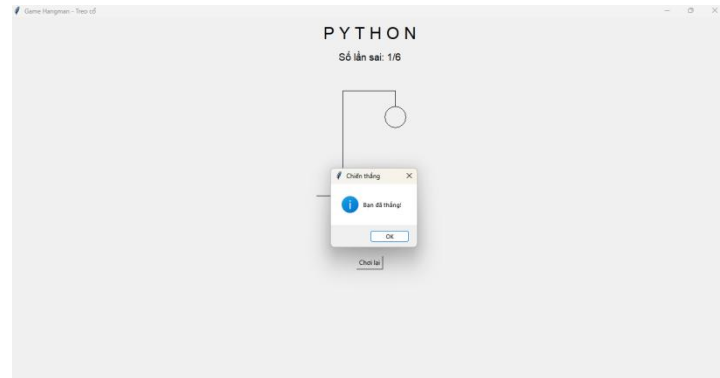 Game Hangman - Treo cổ
P Y T H O N
Số lần sai: 1/6
Chiến thắng
Bạn đã thắng!
OK
Chơi lại